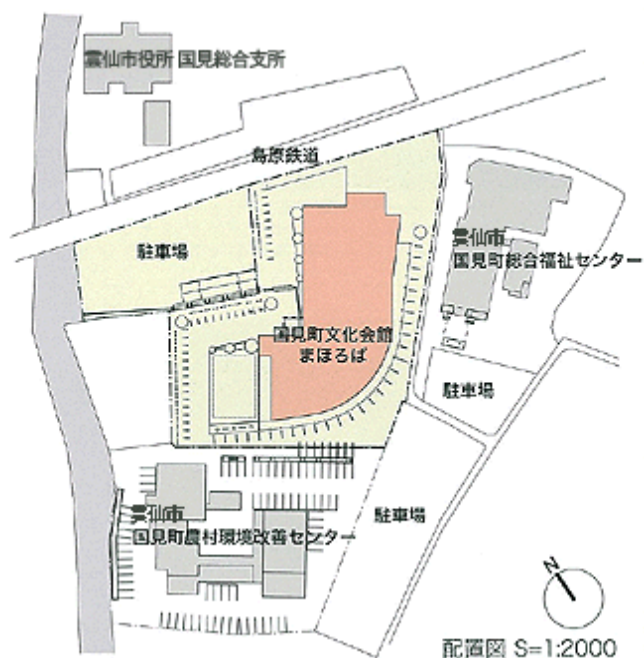 雲仙市役所 国見総合支所
島原鉄道
駐車場
雲仙市
国見町総合福祉センター
国見町文化会館
まほろば
駐車場
駐車場
雲仙市
国見町農村環境改善センター
N
配置図 S=1:2000